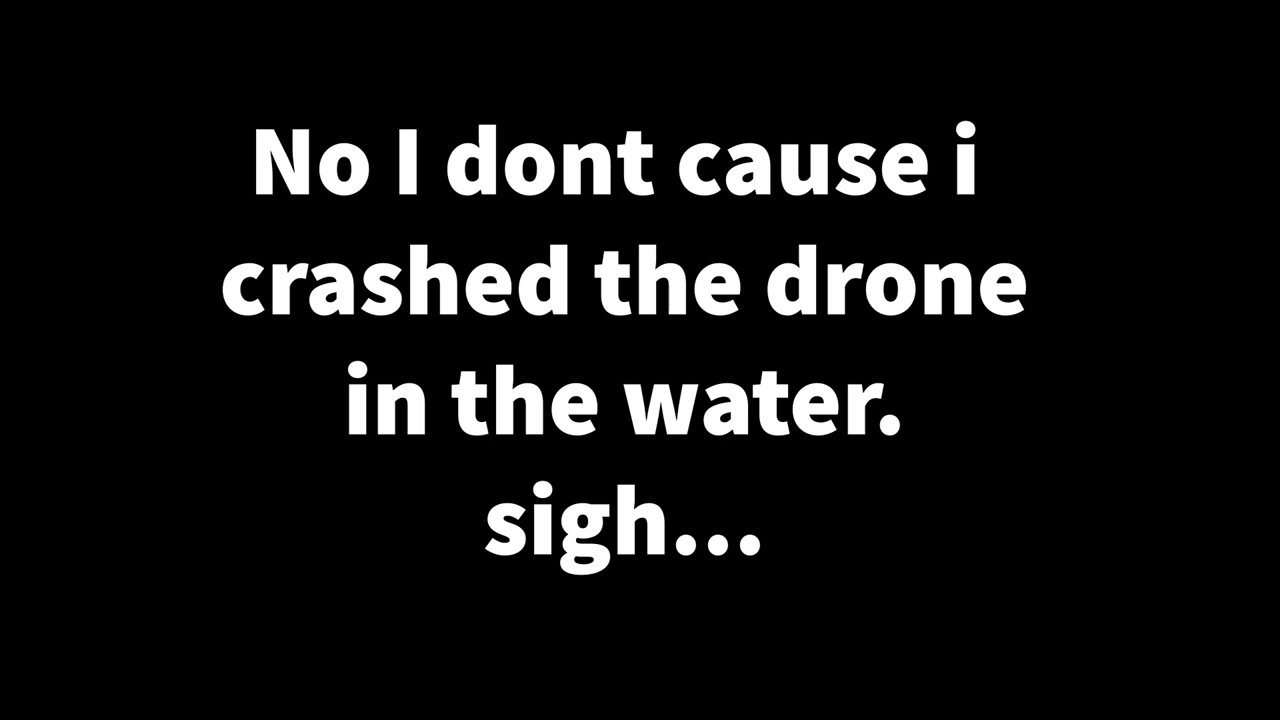 No I dont cause i
crashed the drone
in the water.
sigh...